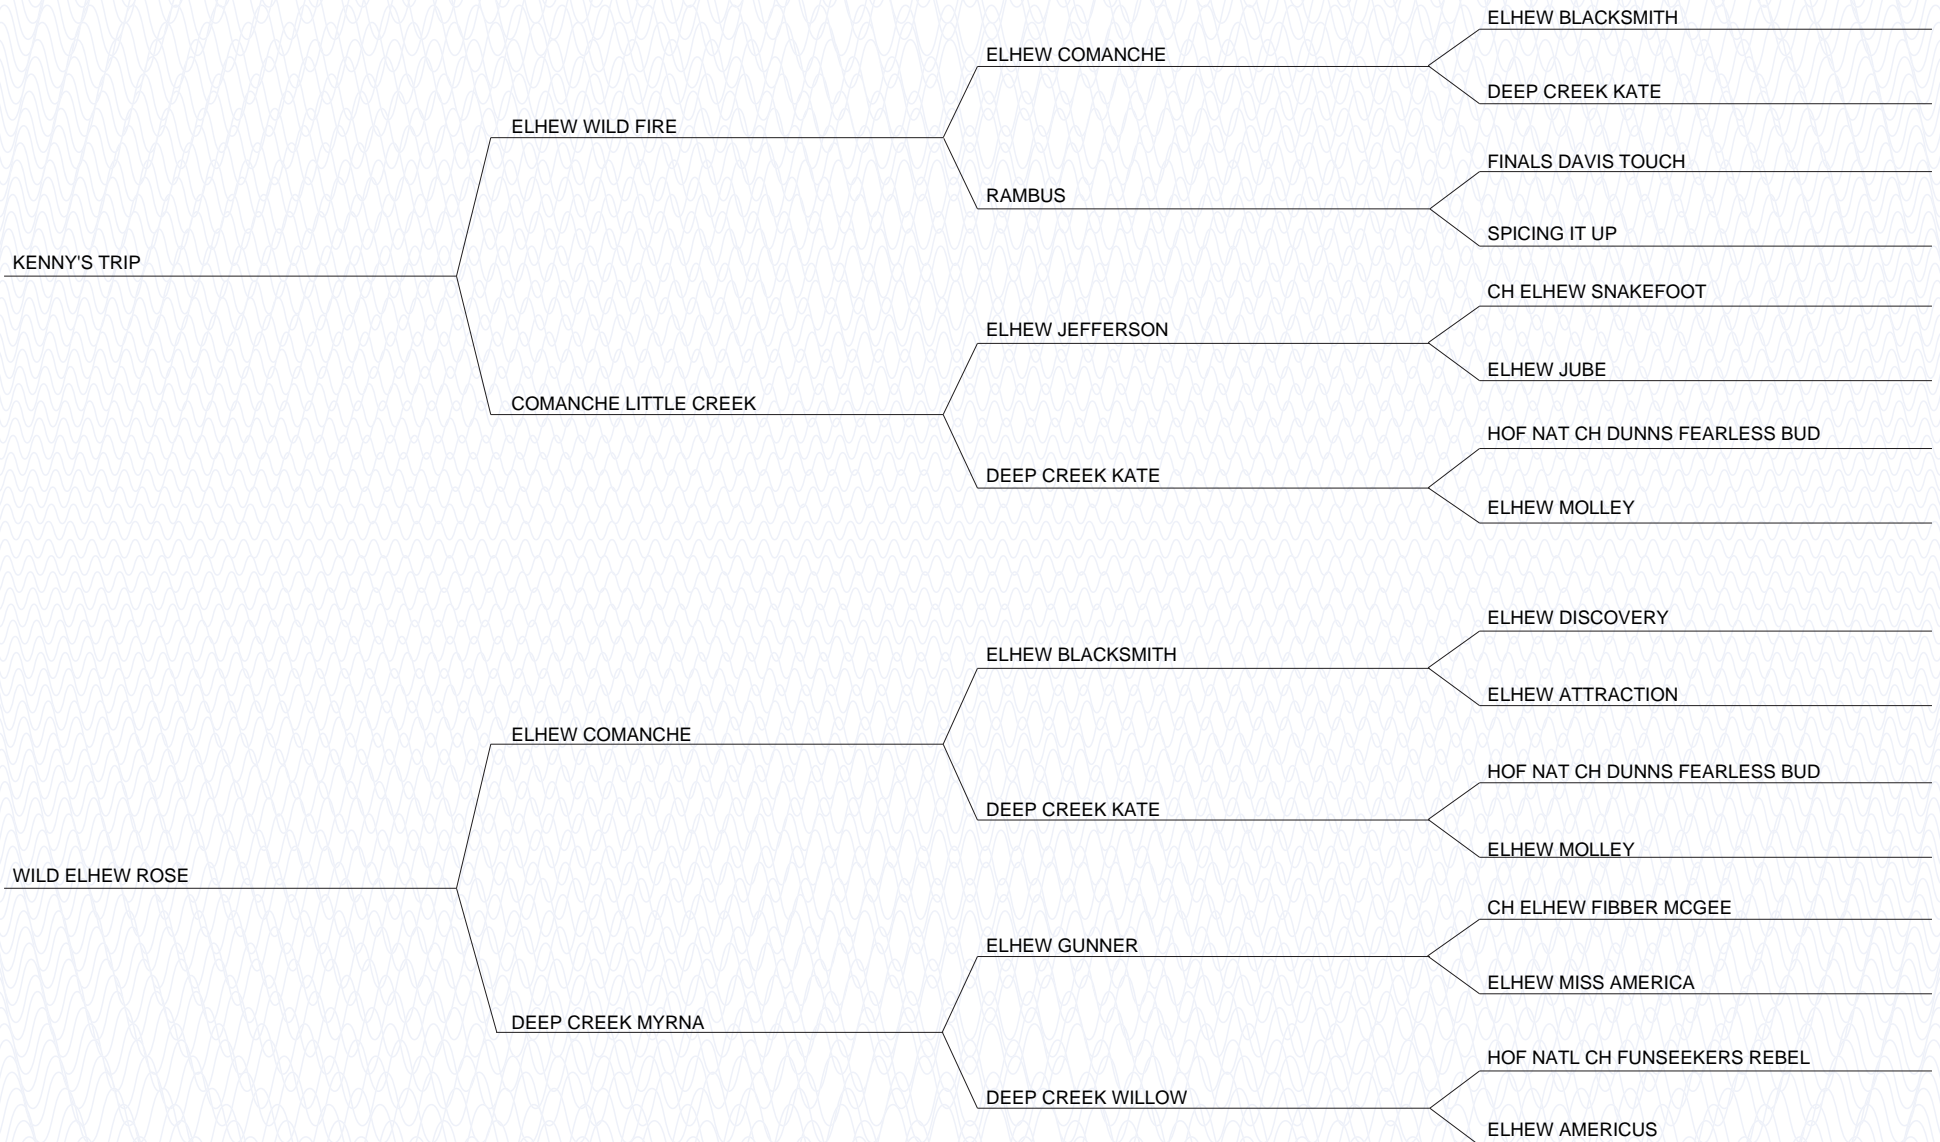 ELHEW BLACKSMITH
ELHEW COMANCHE
DEEP CREEK KATE
ELHEW WILD FIRE
FINALS DAVIS TOUCH
RAMBUS
SPICING IT UP
KENNY'S TRIP
CH ELHEW SNAKEFOOT
ELHEW JEFFERSON
ELHEW JUBE
COMANCHE LITTLE CREEK
HOF NAT CH DUNNS FEARLESS BUD
DEEP CREEK KATE
ELHEW MOLLEY
ELHEW DISCOVERY
ELHEW BLACKSMITH
ELHEW ATTRACTION
ELHEW COMANCHE
HOF NAT CH DUNNS FEARLESS BUD
DEEP CREEK KATE
ELHEW MOLLEY
WILD ELHEW ROSE
CH ELHEW FIBBER MCGEE
ELHEW GUNNER
ELHEW MISS AMERICA
DEEP CREEK MYRNA
HOF NATL CH FUNSEEKERS REBEL
DEEP CREEK WILLOW
ELHEW AMERICUS